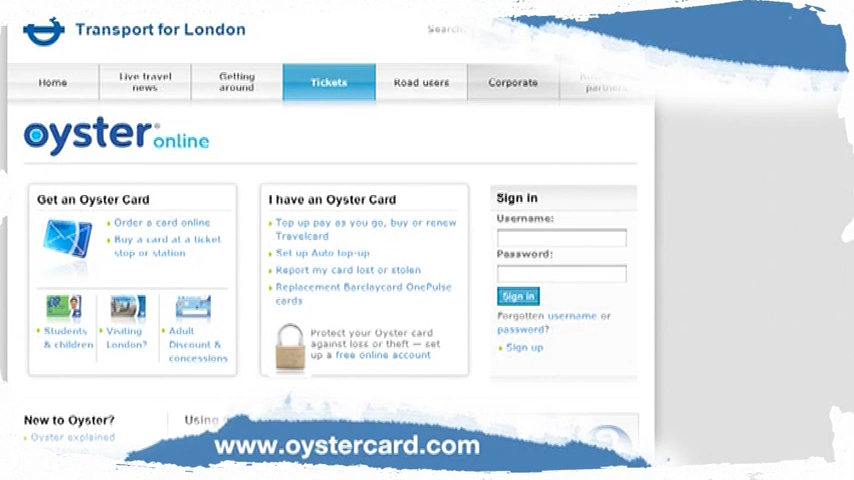 Transport for London
Search
Home
Live travel
news
Getting
around
Tickets
Road users
Corporate
oyster® online
Get an Oyster Card
Order a card online
Buy a card at a ticket
stop or station
Students
& children
Visiting
London?
Adult
Discount &
concessions
I have an Oyster Card
Top up pay as you go, buy or renew
Travelcard
Set up Auto top-up
Report my card lost or stolen
Replacement Barclaycard OnePulse
cards
Protect your Oyster card
against loss or theft — set
up a free online account
Sign in
Username:
Password:
Sign in
Forgotten username or
password?
Sign up
New to Oyster?
Oyster explained
Using
www.oystercard.com